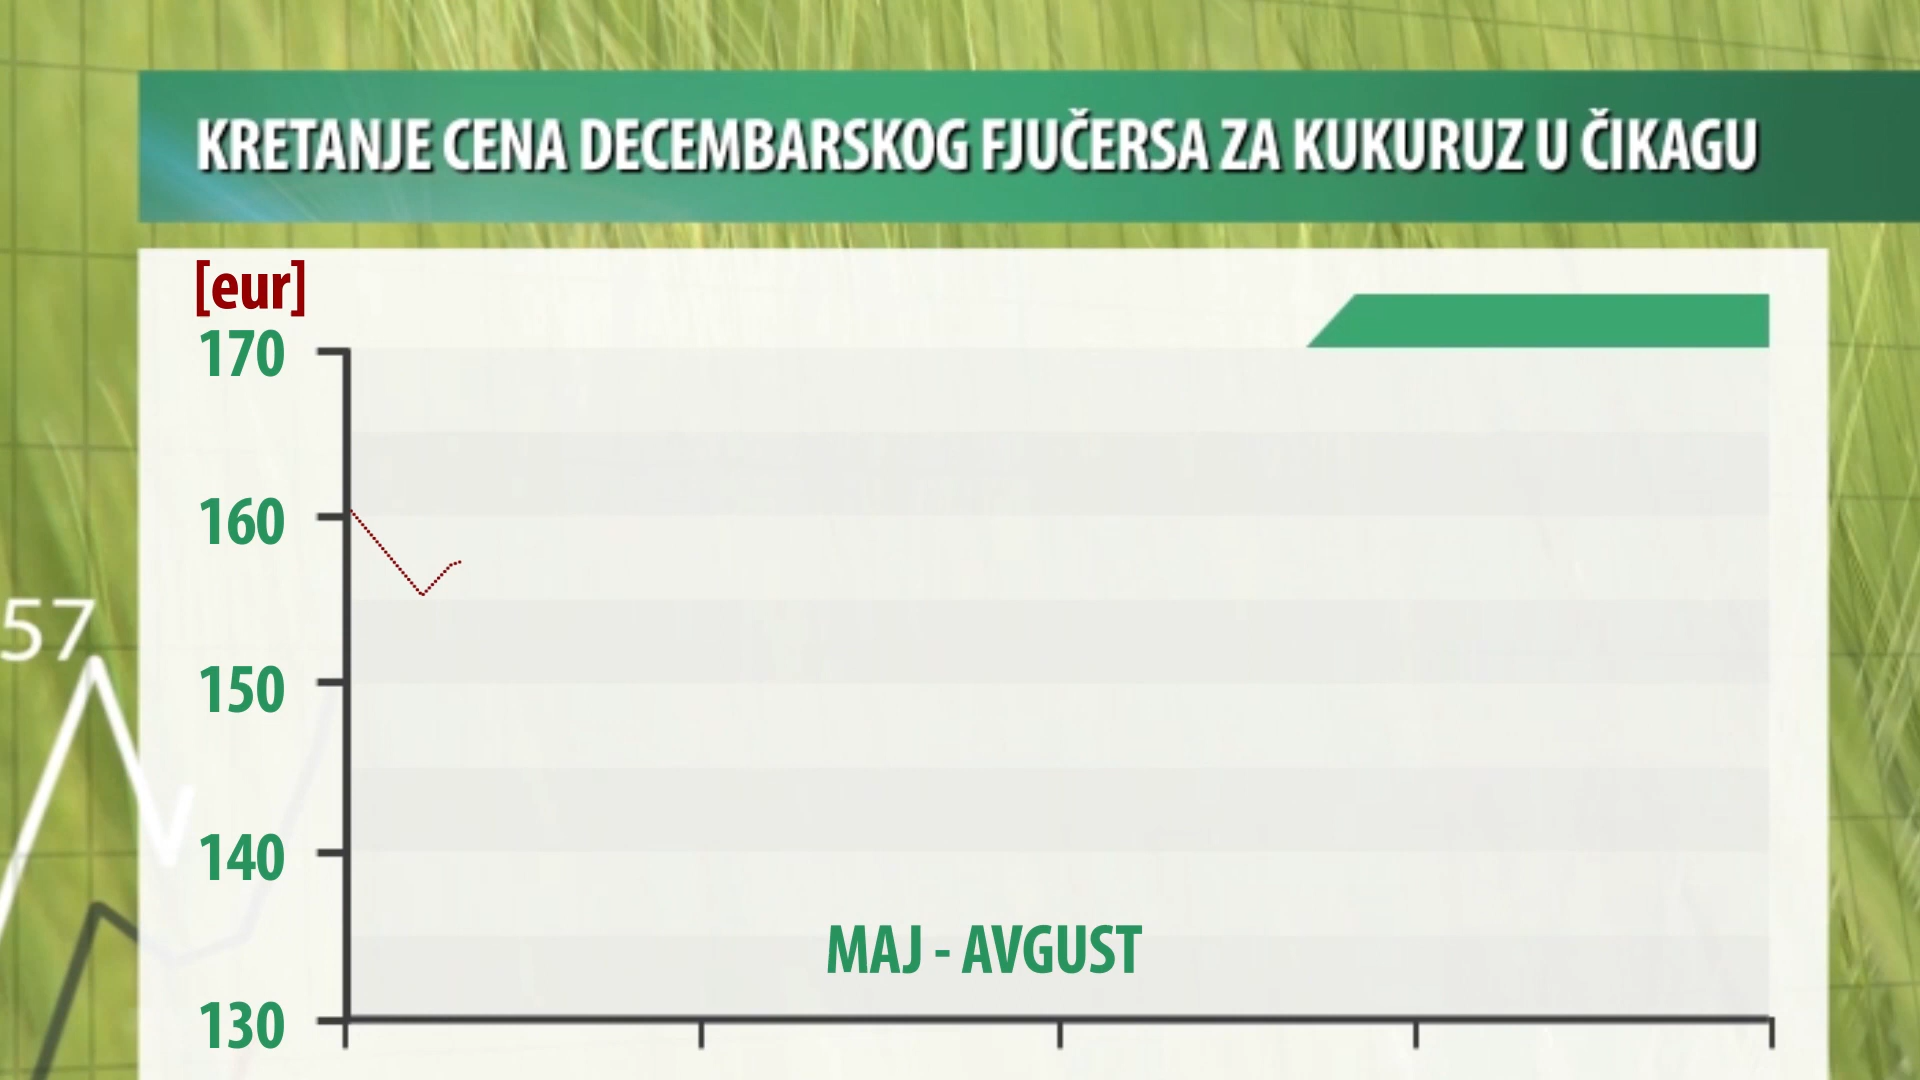 KRETANJE CENA DECEMBARSKOG FJUČERSA ZA KUKURUZ U ČIKAGU
[eur]
170
160
57
150
140
MAJ - AVGUST
130